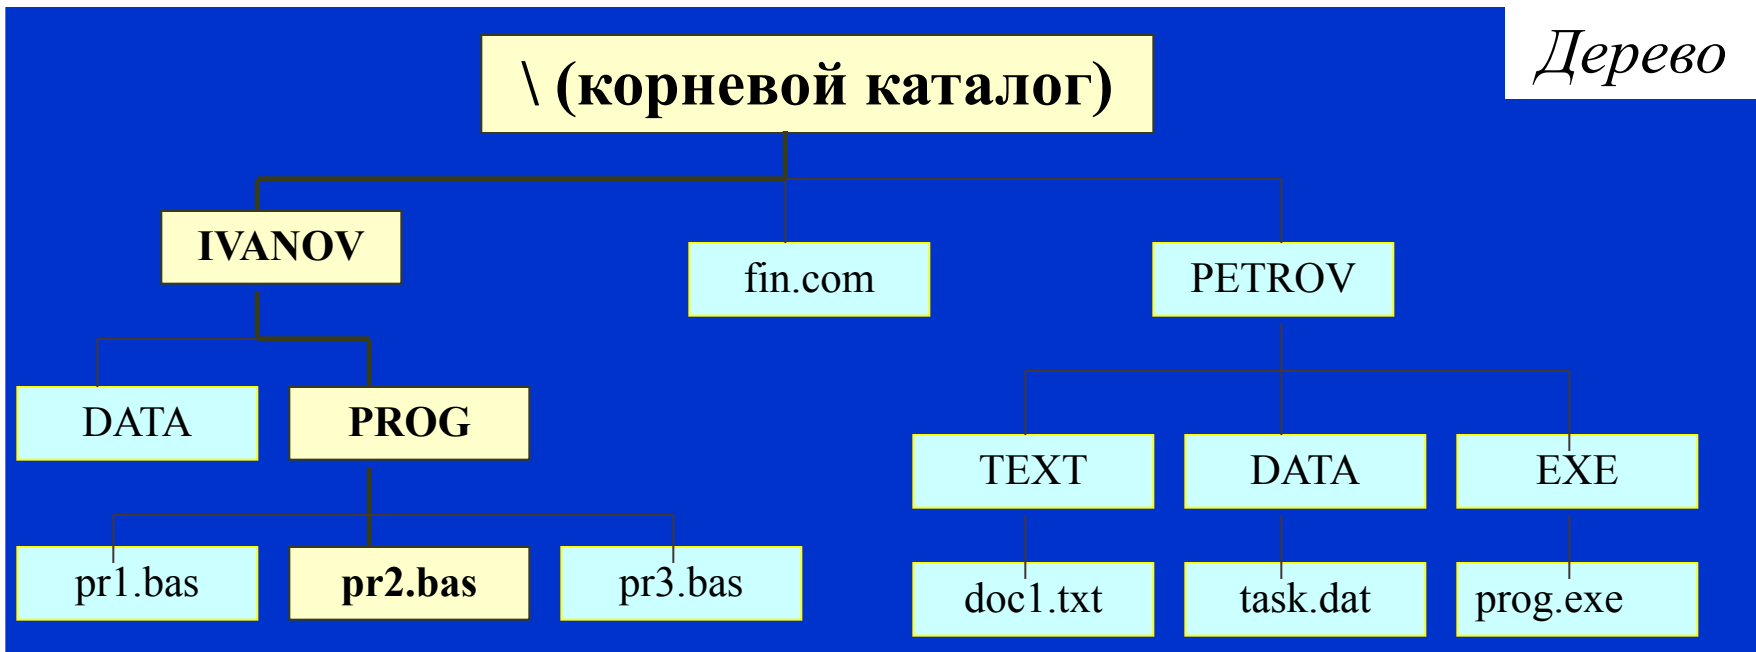 Дерево
\ (корневой каталог)
IVANOV
fin.com
PETROV
DATA
PROG
TEXT
DATA
EXE
pr1.bas
pr2.bas
pr3.bas
doc1.txt
task.dat
prog.exe